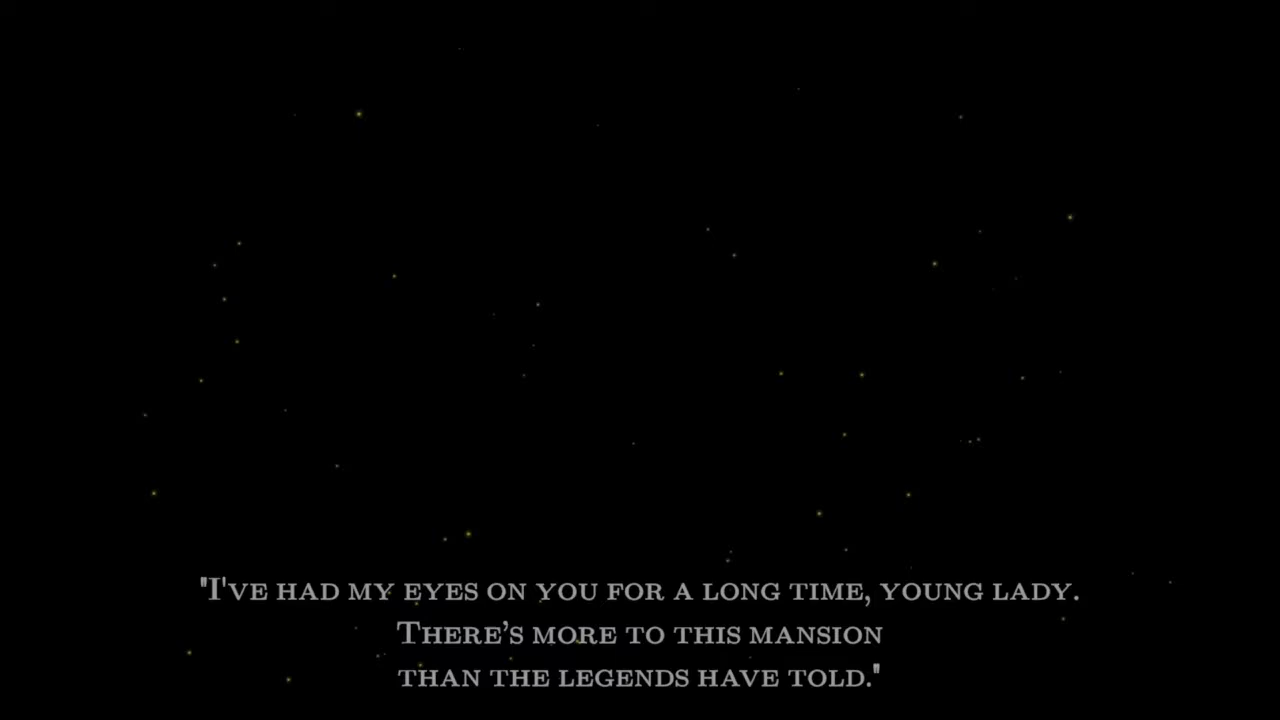 "I'VE HAD MY EYES ON YOU FOR A LONG TIME, YOUNG LADY.
THERE'S MORE TO THIS MANSION
THAN THE LEGENDS HAVE TOLD."